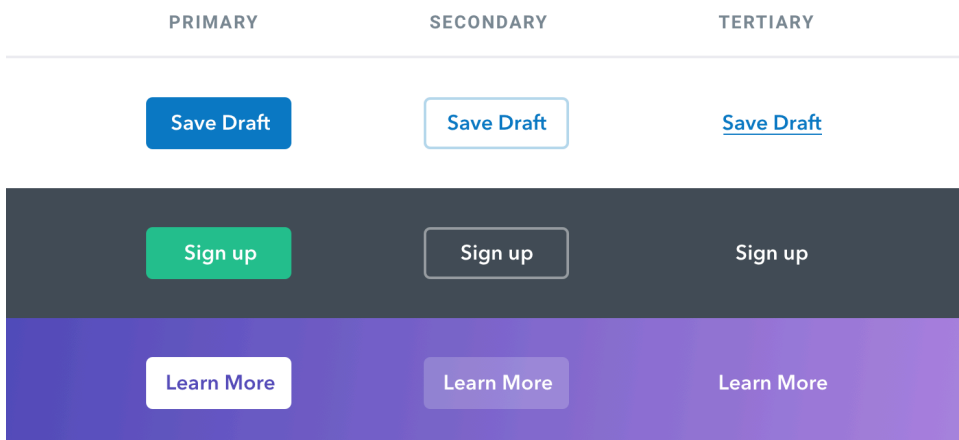 PRIMARY SECONDARY TERTIARY
Save Draft Save Draft Save Draft
Sign up Sign up Sign up
Learn More Learn More Learn More